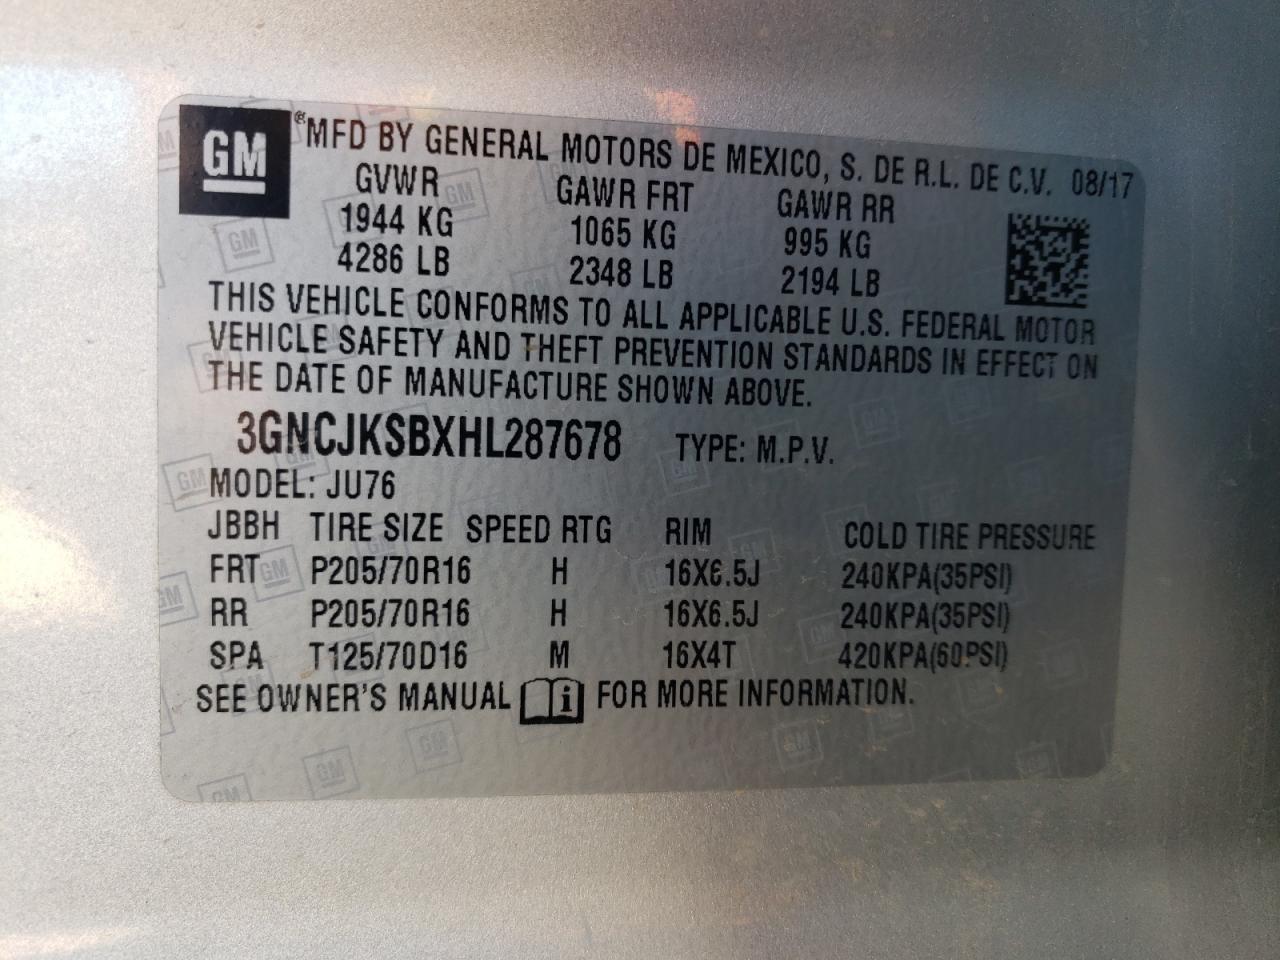 GM
®MFD BY GENERAL MOTORS DE MEXICO, S. DE R.L. DE C.V. 08/17
GVWR GAWR FRT GAWR RR
1944 KG 1065 KG 995 KG
4286 LB 2348 LB 2194 LB
THIS VEHICLE CONFORMS TO ALL APPLICABLE U.S. FEDERAL MOTOR
VEHICLE SAFETY AND THEFT PREVENTION STANDARDS IN EFFECT ON
THE DATE OF MANUFACTURE SHOWN ABOVE.
3GNCJKSBXHL287678 TYPE: M.P.V.
MODEL: JU76
JBBH TIRE SIZE SPEED RTG RIM COLD TIRE PRESSURE
FRT P205/70R16 H 16X6.5J 240KPA(35PSI)
RR P205/70R16 H 16X6.5J 240KPA(35PSI)
SPA T125/70D16 M 16X4T 420KPA(60PSI)
SEE OWNER'S MANUAL i FOR MORE INFORMATION.